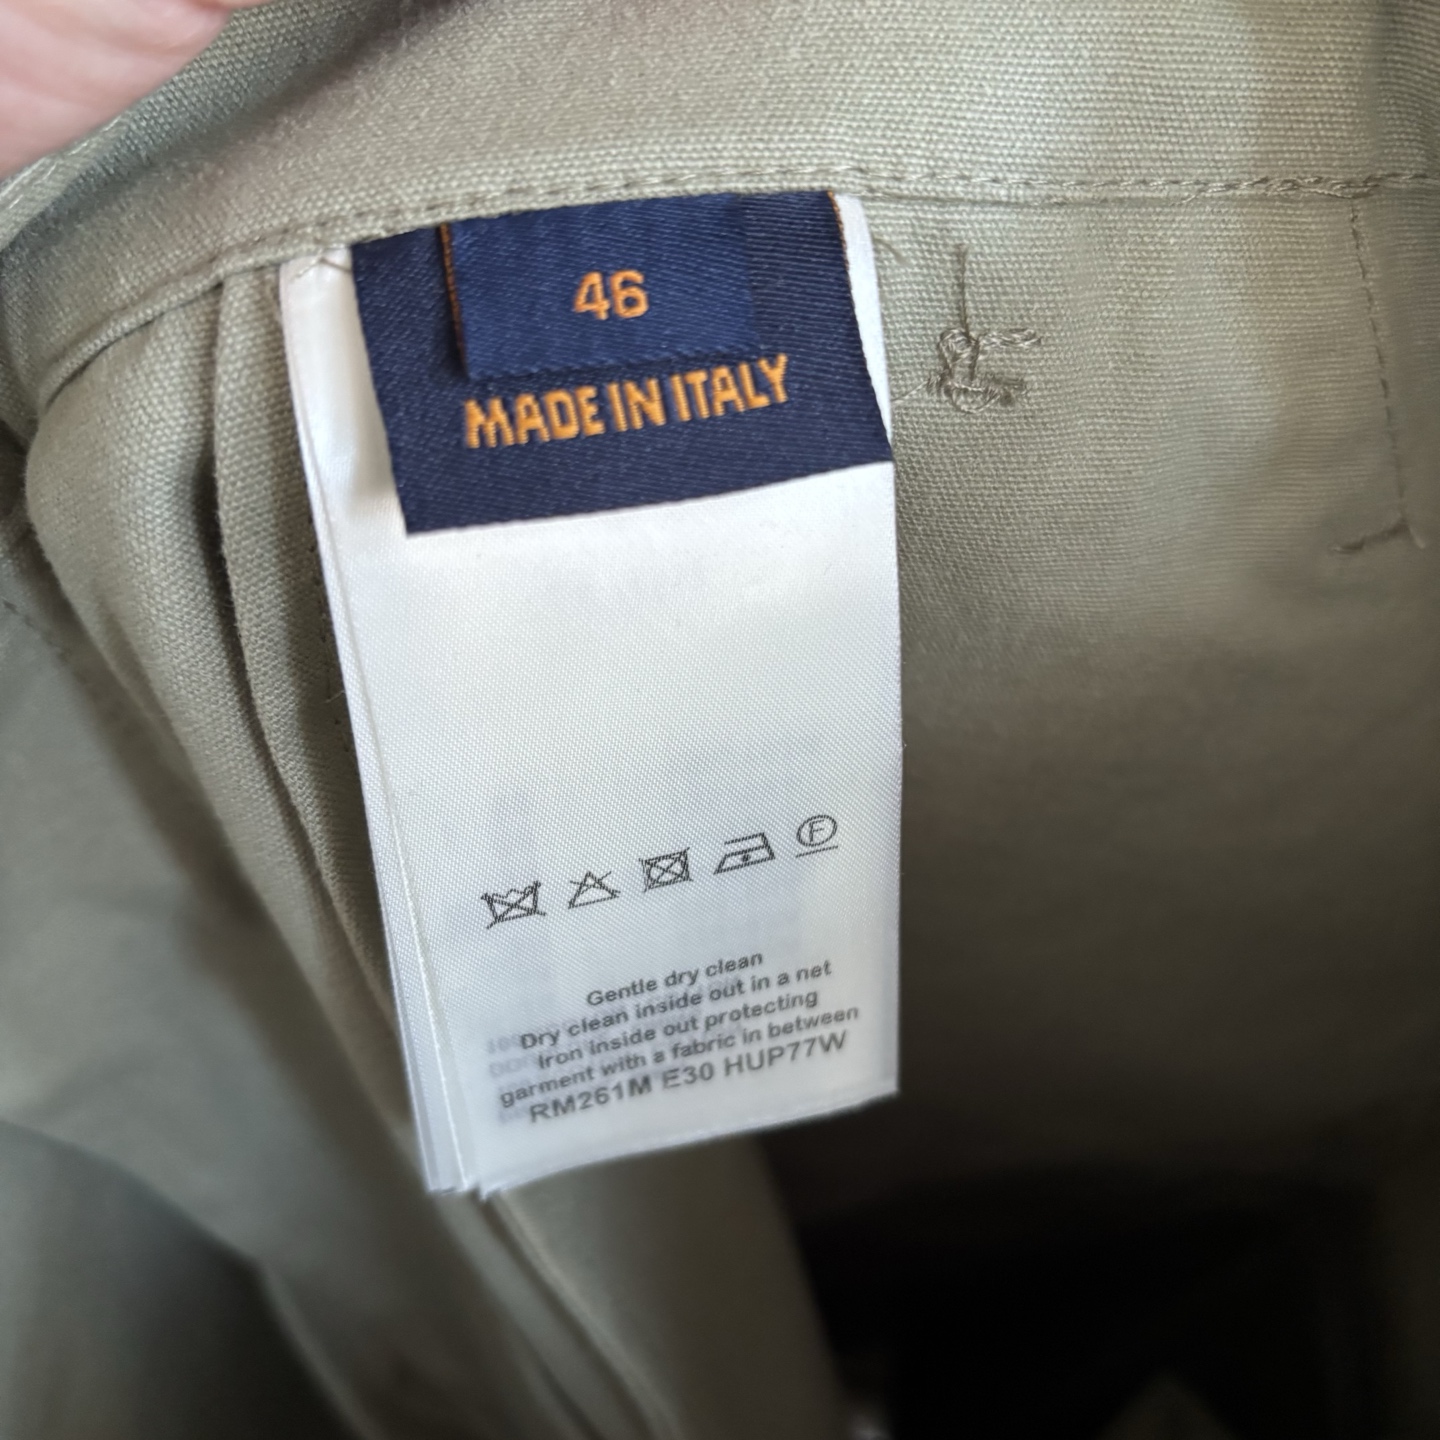 46
MADE IN ITALY
F
Gentle dry clean
Dry clean inside out in a net
Iron inside out protecting
garment with a fabric in between
RM261M E30 HUP77W